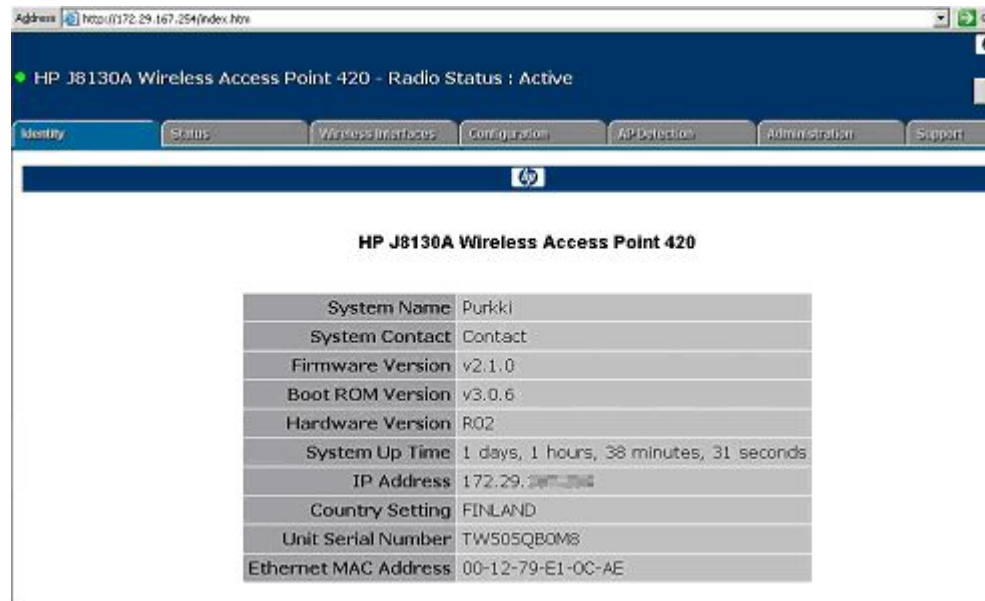 Address http://172.29.167.254/index.htm
HP J8130A Wireless Access Point 420 - Radio Status : Active
Identity Status Wireless Interfaces Configuration AP Detection Administration Support
hp
HP J8130A Wireless Access Point 420
System Name Purkki
System Contact Contact
Firmware Version v2.1.0
Boot ROM Version v3.0.6
Hardware Version R02
System Up Time 1 days, 1 hours, 38 minutes, 31 seconds
IP Address 172.29.
Country Setting FINLAND
Unit Serial Number TW505QB0M8
Ethernet MAC Address 00-12-79-E1-0C-AE